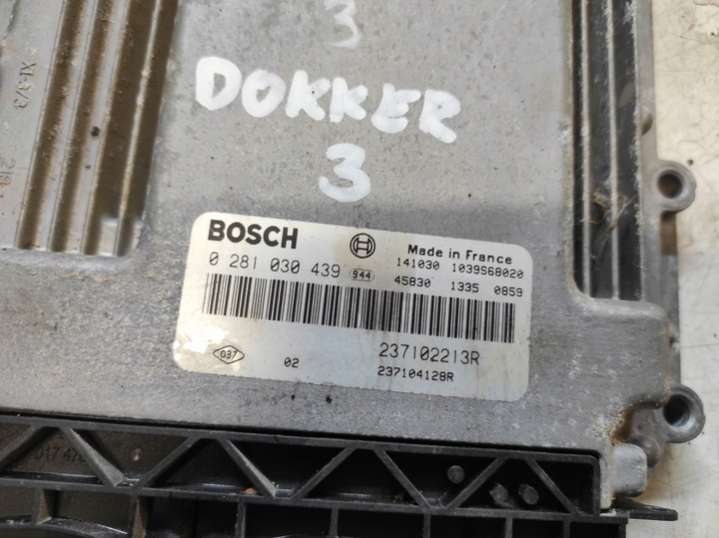 3
DOKKER
3
BOSCH
Made in France
0 281 030 439 944
141030 1039S68020
45830 1335 0859
237102213R
G37 02
237104128R